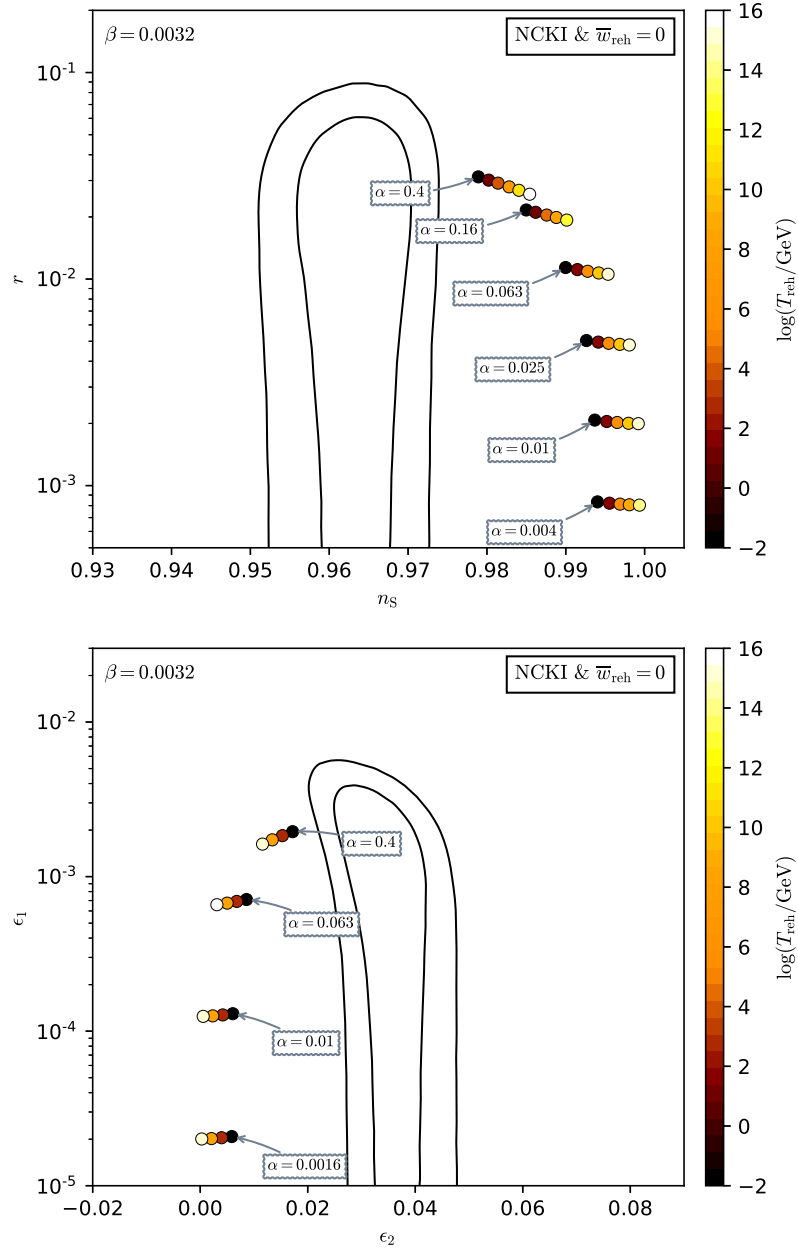 β = 0.0032
NCKI & w̅reh = 0
10⁻¹
10⁻²
10⁻³
r
α = 0.4
α = 0.16
α = 0.063
α = 0.025
α = 0.01
α = 0.004
0.93 0.94 0.95 0.96 0.97 0.98 0.99 1.00
nS
16
14
12
10
8
6
4
2
0
−2
log(Treh/GeV)
β = 0.0032
NCKI & w̅reh = 0
10⁻²
10⁻³
10⁻⁴
10⁻⁵
ϵ₁
α = 0.4
α = 0.063
α = 0.01
α = 0.0016
−0.02 0.00 0.02 0.04 0.06 0.08
ϵ₂
16
14
12
10
8
6
4
2
0
−2
log(Treh/GeV)